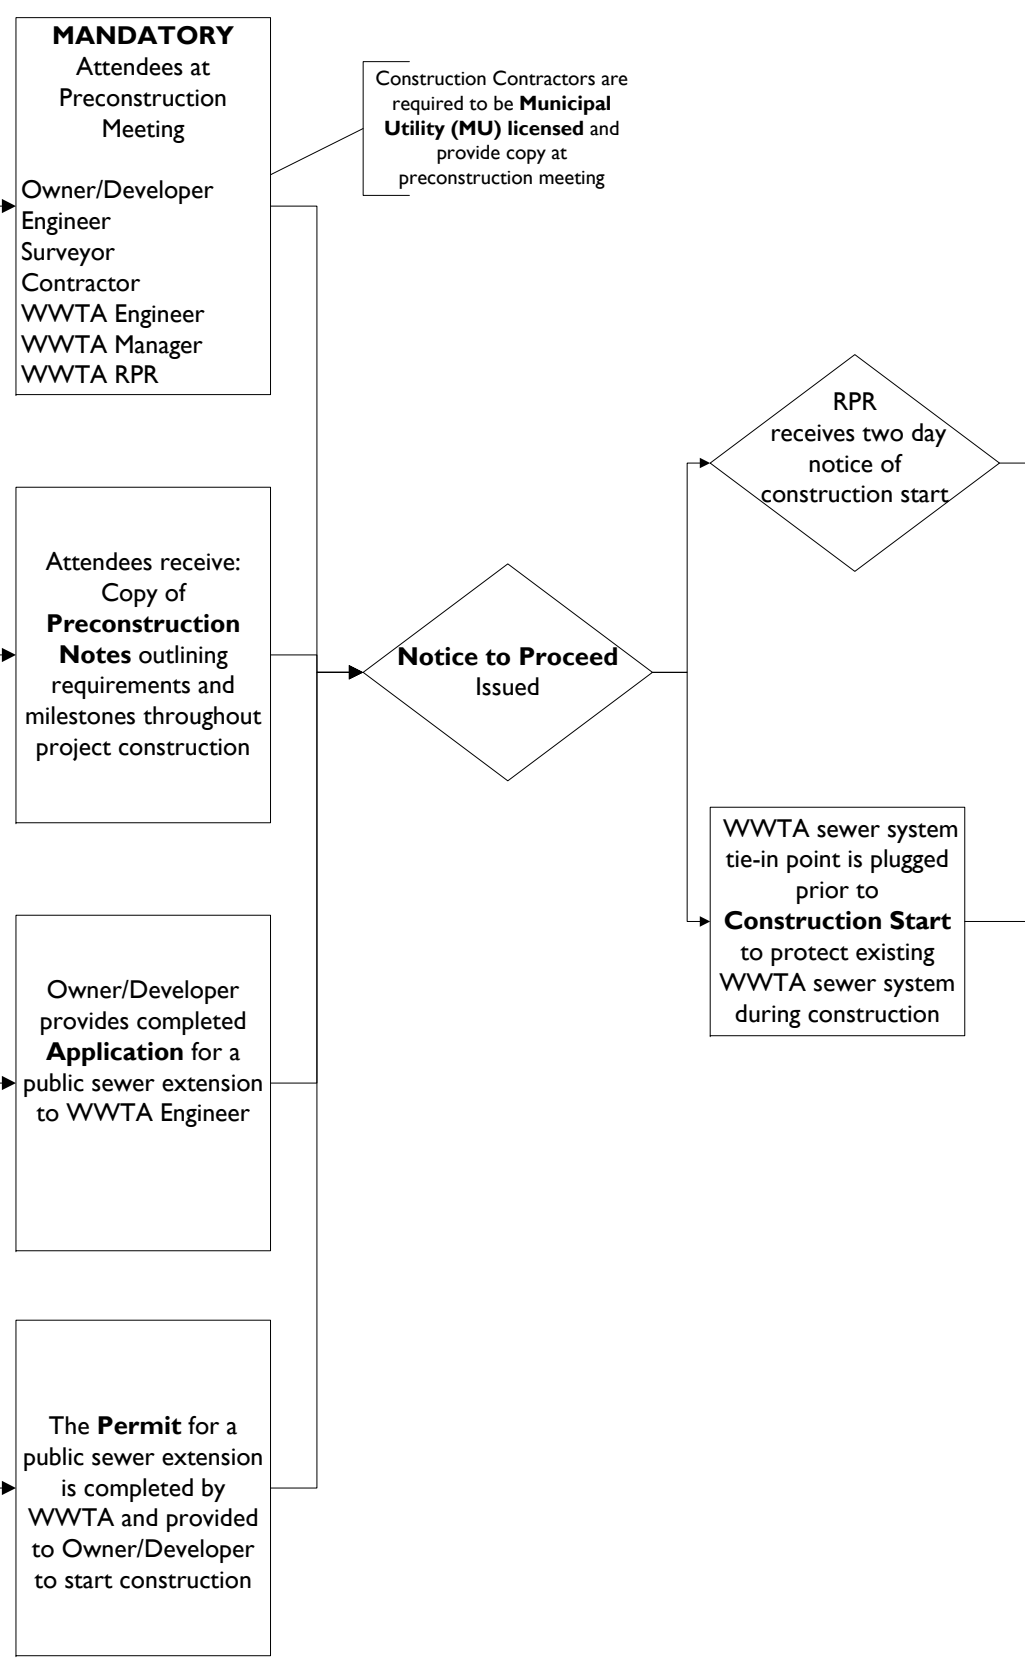 MANDATORY
Attendees at
Preconstruction
Meeting
Owner/Developer
Engineer
Surveyor
Contractor
WWTA Engineer
WWTA Manager
WWTA RPR
Construction Contractors are
required to be Municipal
Utility (MU) licensed and
provide copy at
preconstruction meeting
Attendees receive:
Copy of
Preconstruction
Notes outlining
requirements and
milestones throughout
project construction
Owner/Developer
provides completed
Application for a
public sewer extension
to WWTA Engineer
The Permit for a
public sewer extension
is completed by
WWTA and provided
to Owner/Developer
to start construction
Notice to Proceed
Issued
RPR
receives two day
notice of
construction start
WWTA sewer system
tie-in point is plugged
prior to
Construction Start
to protect existing
WWTA sewer system
during construction